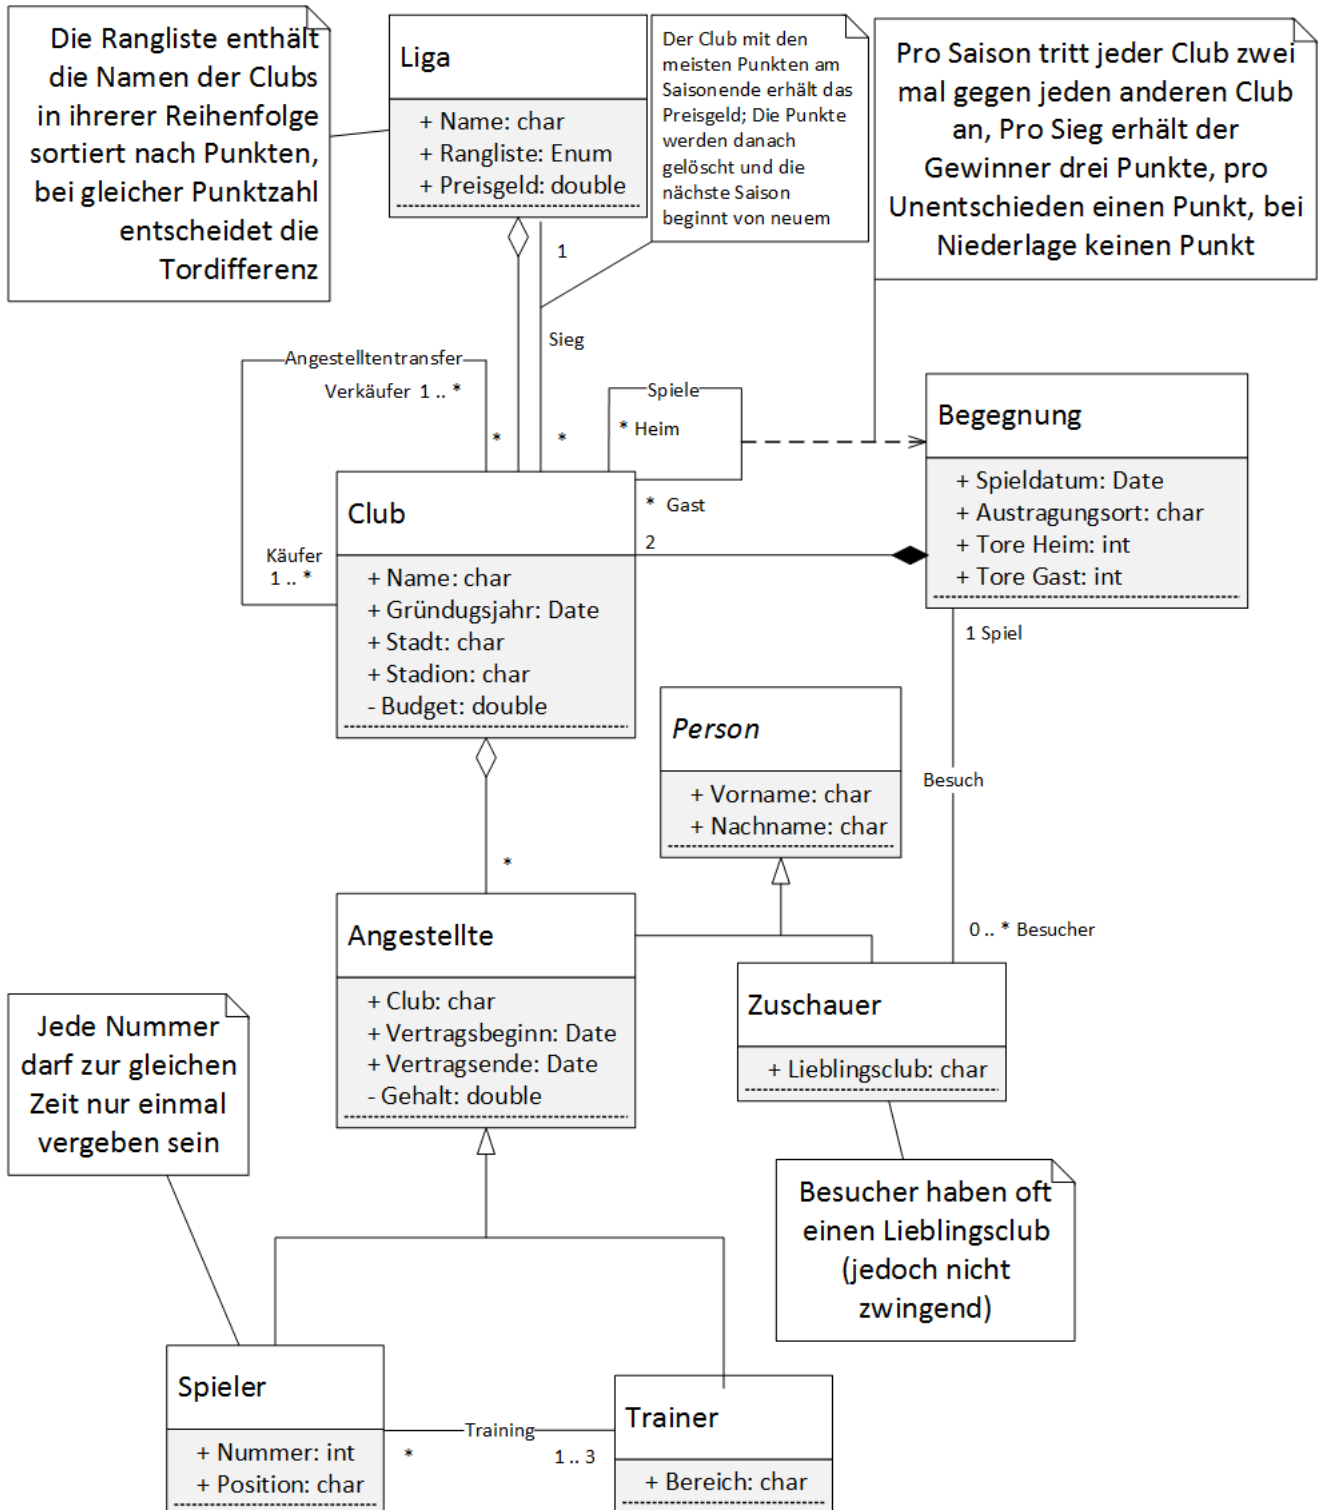 Die Rangliste enthält
die Namen der Clubs
in ihrerer Reihenfolge
sortiert nach Punkten,
bei gleicher Punktzahl
entscheidet die
Tordifferenz
Liga
+ Name: char
+ Rangliste: Enum
+ Preisgeld: double
Der Club mit den
meisten Punkten am
Saisonende erhält das
Preisgeld; Die Punkte
werden danach
gelöscht und die
nächste Saison
beginnt von neuem
Pro Saison tritt jeder Club zwei
mal gegen jeden anderen Club
an, Pro Sieg erhält der
Gewinner drei Punkte, pro
Unentschieden einen Punkt, bei
Niederlage keinen Punkt
1
Sieg
*
*
Angestelltentransfer
Verkäufer 1 .. *
Käufer
1 .. *
Spiele
* Heim
* Gast
2
Begegnung
+ Spieldatum: Date
+ Austragungsort: char
+ Tore Heim: int
+ Tore Gast: int
Club
+ Name: char
+ Gründugsjahr: Date
+ Stadt: char
+ Stadion: char
- Budget: double
1 Spiel
Besuch
0 .. * Besucher
Person
+ Vorname: char
+ Nachname: char
*
Angestellte
+ Club: char
+ Vertragsbeginn: Date
+ Vertragsende: Date
- Gehalt: double
Zuschauer
+ Lieblingsclub: char
Jede Nummer
darf zur gleichen
Zeit nur einmal
vergeben sein
Besucher haben oft
einen Lieblingsclub
(jedoch nicht
zwingend)
Spieler
+ Nummer: int
+ Position: char
Training
*
1 .. 3
Trainer
+ Bereich: char